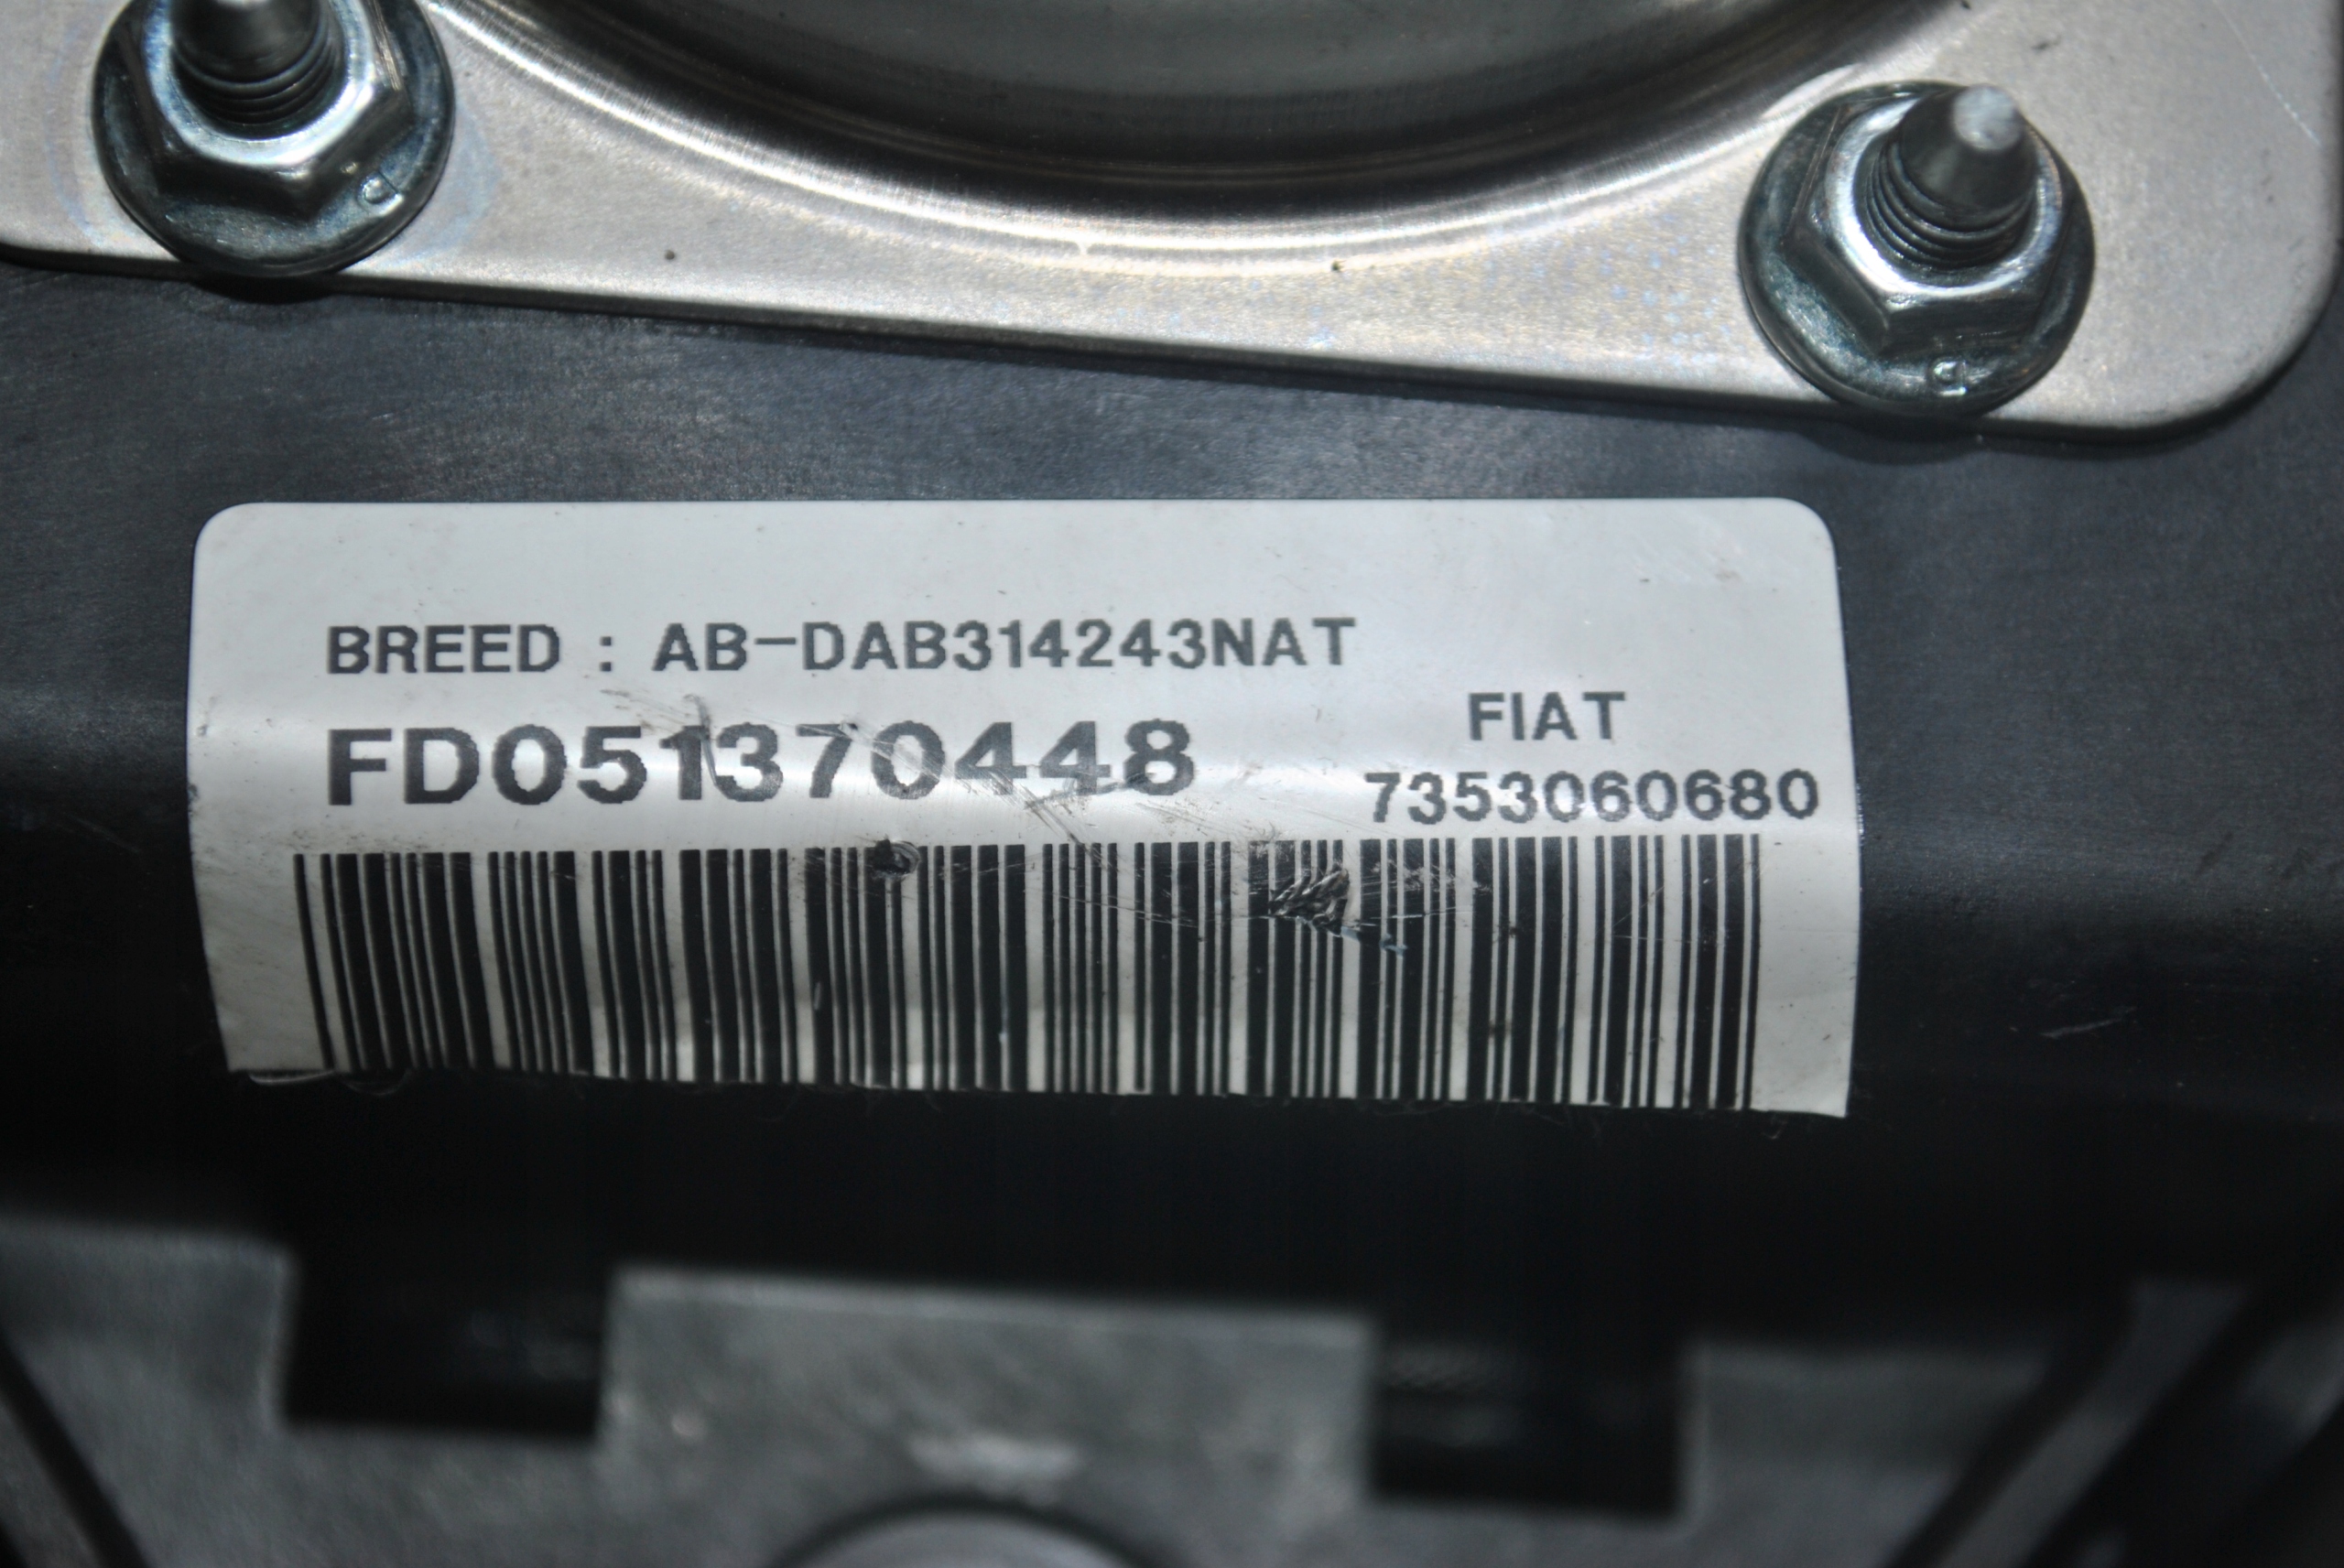 BREED : AB-DAB314243NAT
FD051370448
FIAT
7353060680